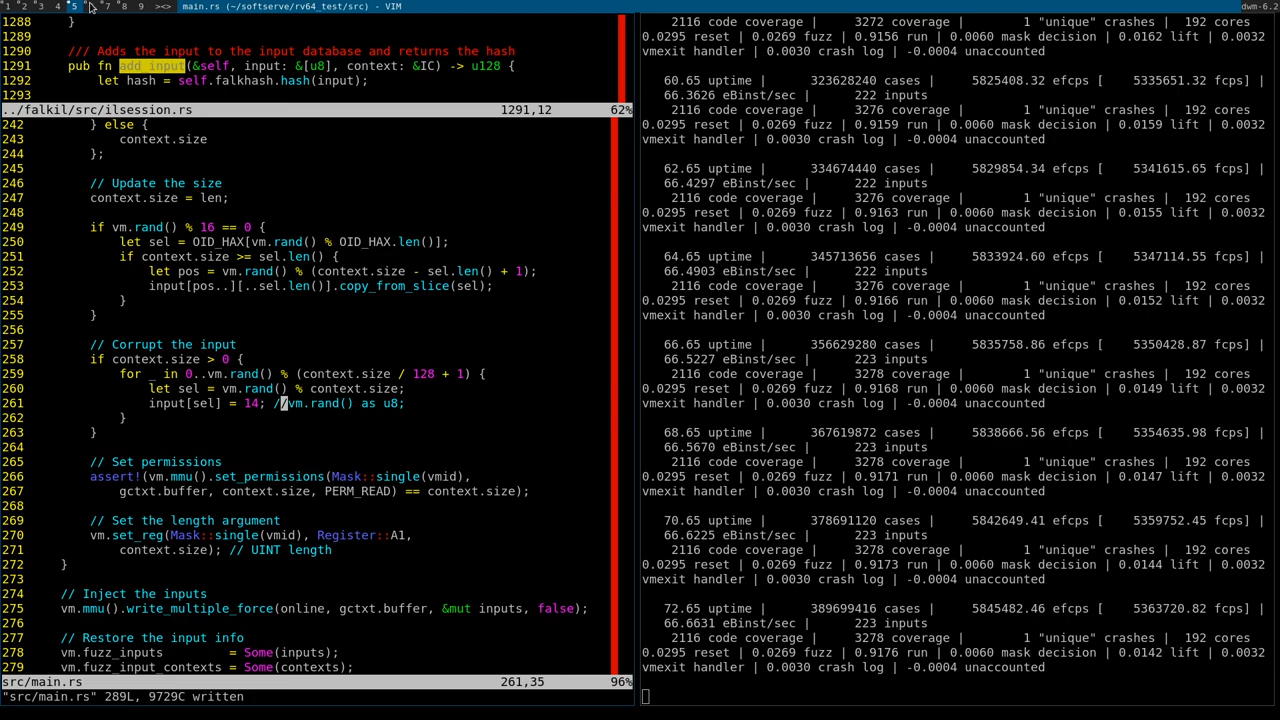 1 2 3 4 5 7 8 9 ><> main.rs (~/softserve/rv64_test/src) - VIM dwm-6.2
1288 }
1289
1290 /// Adds the input to the input database and returns the hash
1291 pub fn add_input(&self, input: &[u8], context: &IC) -> u128 {
1292 let hash = self.falkhash.hash(input);
1293
../falkil/src/ilsession.rs 1291,12 62%
242 } else {
243 context.size
244 };
245
246 // Update the size
247 context.size = len;
248
249 if vm.rand() % 16 == 0 {
250 let sel = OID_HAX[vm.rand() % OID_HAX.len()];
251 if context.size >= sel.len() {
252 let pos = vm.rand() % (context.size - sel.len() + 1);
253 input[pos..][..sel.len()].copy_from_slice(sel);
254 }
255 }
256
257 // Corrupt the input
258 if context.size > 0 {
259 for _ in 0..vm.rand() % (context.size / 128 + 1) {
260 let sel = vm.rand() % context.size;
261 input[sel] = 14; //vm.rand() as u8;
262 }
263 }
264
265 // Set permissions
266 assert!(vm.mmu().set_permissions(Mask::single(vmid),
267 gctxt.buffer, context.size, PERM_READ) == context.size);
268
269 // Set the length argument
270 vm.set_reg(Mask::single(vmid), Register::A1,
271 context.size); // UINT length
272 }
273
274 // Inject the inputs
275 vm.mmu().write_multiple_force(online, gctxt.buffer, &mut inputs, false);
276
277 // Restore the input info
278 vm.fuzz_inputs = Some(inputs);
279 vm.fuzz_input_contexts = Some(contexts);
src/main.rs 261,35 96%
"src/main.rs" 289L, 9729C written
2116 code coverage | 3272 coverage | 1 "unique" crashes | 192 cores
0.0295 reset | 0.0269 fuzz | 0.9156 run | 0.0060 mask decision | 0.0162 lift | 0.0032
vmexit handler | 0.0030 crash log | -0.0004 unaccounted
60.65 uptime | 323628240 cases | 5825408.32 efcps [ 5335651.32 fcps] |
66.3626 eBinst/sec | 222 inputs
2116 code coverage | 3276 coverage | 1 "unique" crashes | 192 cores
0.0295 reset | 0.0269 fuzz | 0.9159 run | 0.0060 mask decision | 0.0159 lift | 0.0032
vmexit handler | 0.0030 crash log | -0.0004 unaccounted
62.65 uptime | 334674440 cases | 5829854.34 efcps [ 5341615.65 fcps] |
66.4297 eBinst/sec | 222 inputs
2116 code coverage | 3276 coverage | 1 "unique" crashes | 192 cores
0.0295 reset | 0.0269 fuzz | 0.9163 run | 0.0060 mask decision | 0.0155 lift | 0.0032
vmexit handler | 0.0030 crash log | -0.0004 unaccounted
64.65 uptime | 345713656 cases | 5833924.60 efcps [ 5347114.55 fcps] |
66.4903 eBinst/sec | 222 inputs
2116 code coverage | 3276 coverage | 1 "unique" crashes | 192 cores
0.0295 reset | 0.0269 fuzz | 0.9166 run | 0.0060 mask decision | 0.0152 lift | 0.0032
vmexit handler | 0.0030 crash log | -0.0004 unaccounted
66.65 uptime | 356629280 cases | 5835758.86 efcps [ 5350428.87 fcps] |
66.5227 eBinst/sec | 223 inputs
2116 code coverage | 3278 coverage | 1 "unique" crashes | 192 cores
0.0295 reset | 0.0269 fuzz | 0.9168 run | 0.0060 mask decision | 0.0149 lift | 0.0032
vmexit handler | 0.0030 crash log | -0.0004 unaccounted
68.65 uptime | 367619872 cases | 5838666.56 efcps [ 5354635.98 fcps] |
66.5670 eBinst/sec | 223 inputs
2116 code coverage | 3278 coverage | 1 "unique" crashes | 192 cores
0.0295 reset | 0.0269 fuzz | 0.9171 run | 0.0060 mask decision | 0.0147 lift | 0.0032
vmexit handler | 0.0030 crash log | -0.0004 unaccounted
70.65 uptime | 378691120 cases | 5842649.41 efcps [ 5359752.45 fcps] |
66.6225 eBinst/sec | 223 inputs
2116 code coverage | 3278 coverage | 1 "unique" crashes | 192 cores
0.0295 reset | 0.0269 fuzz | 0.9173 run | 0.0060 mask decision | 0.0144 lift | 0.0032
vmexit handler | 0.0030 crash log | -0.0004 unaccounted
72.65 uptime | 389699416 cases | 5845482.46 efcps [ 5363720.82 fcps] |
66.6631 eBinst/sec | 223 inputs
2116 code coverage | 3278 coverage | 1 "unique" crashes | 192 cores
0.0295 reset | 0.0269 fuzz | 0.9176 run | 0.0060 mask decision | 0.0142 lift | 0.0032
vmexit handler | 0.0030 crash log | -0.0004 unaccounted